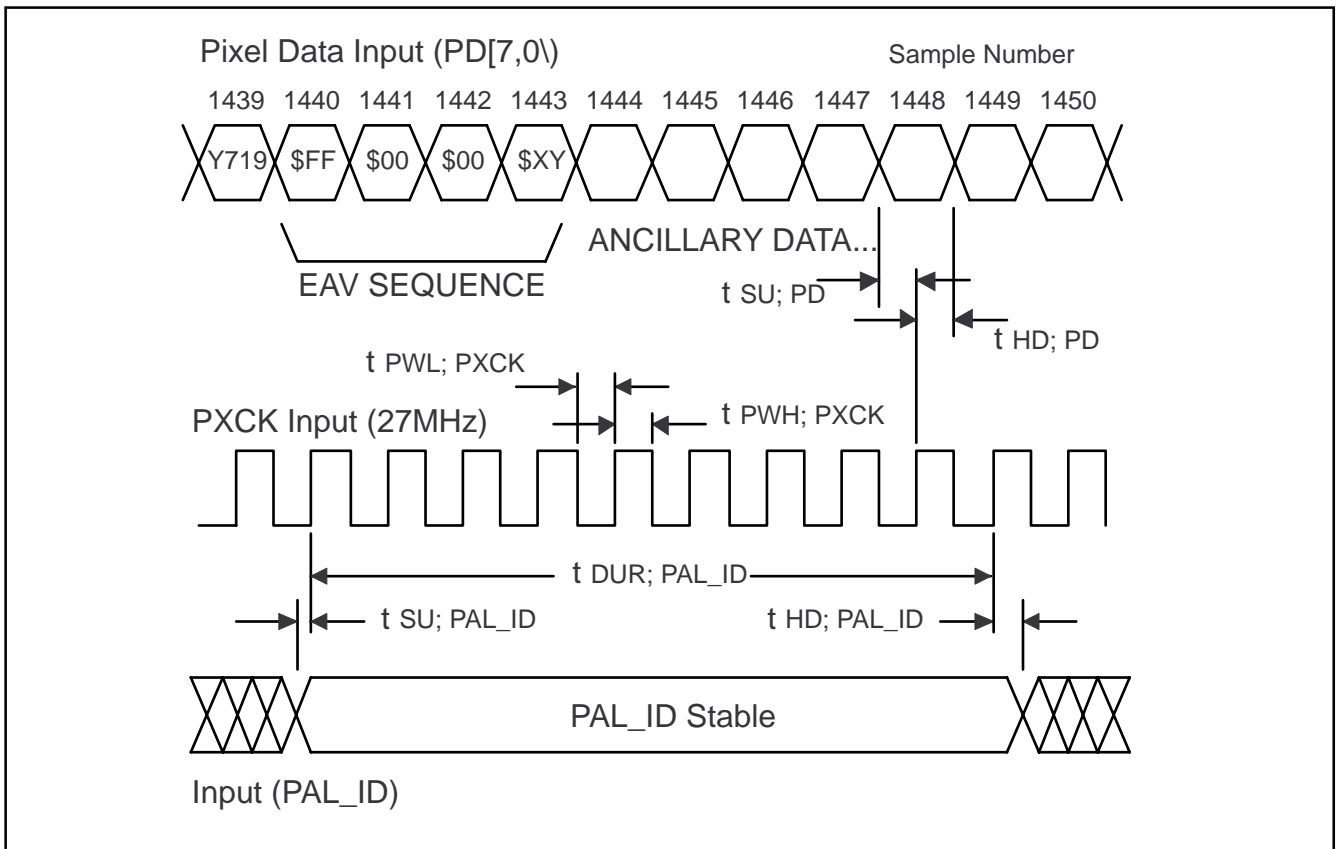 Pixel Data Input (PD[7,0\)
Sample Number
1439 1440 1441 1442 1443 1444 1445 1446 1447 1448 1449 1450
Y719 $FF $00 $00 $XY
ANCILLARY DATA...
EAV SEQUENCE
t SU; PD
t HD; PD
t PWL; PXCK
PXCK Input (27MHz)
t PWH; PXCK
t DUR; PAL_ID
t SU; PAL_ID
t HD; PAL_ID
PAL_ID Stable
Input (PAL_ID)